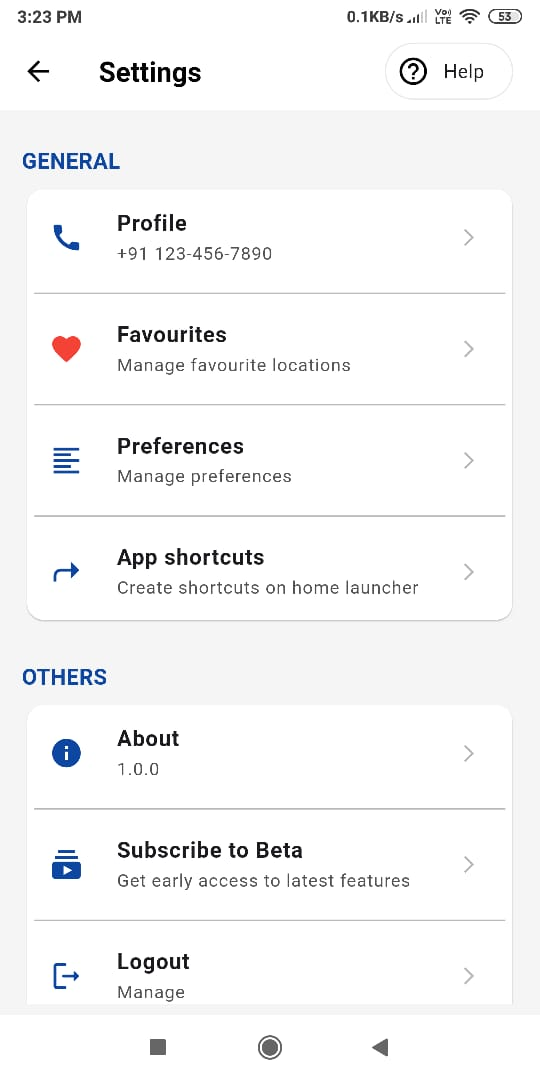 3:23 PM 0.1KB/s Vo) LTE 53
Settings
Help
GENERAL
Profile
+91 123-456-7890
Favourites
Manage favourite locations
Preferences
Manage preferences
App shortcuts
Create shortcuts on home launcher
OTHERS
About
1.0.0
Subscribe to Beta
Get early access to latest features
Logout
Manage